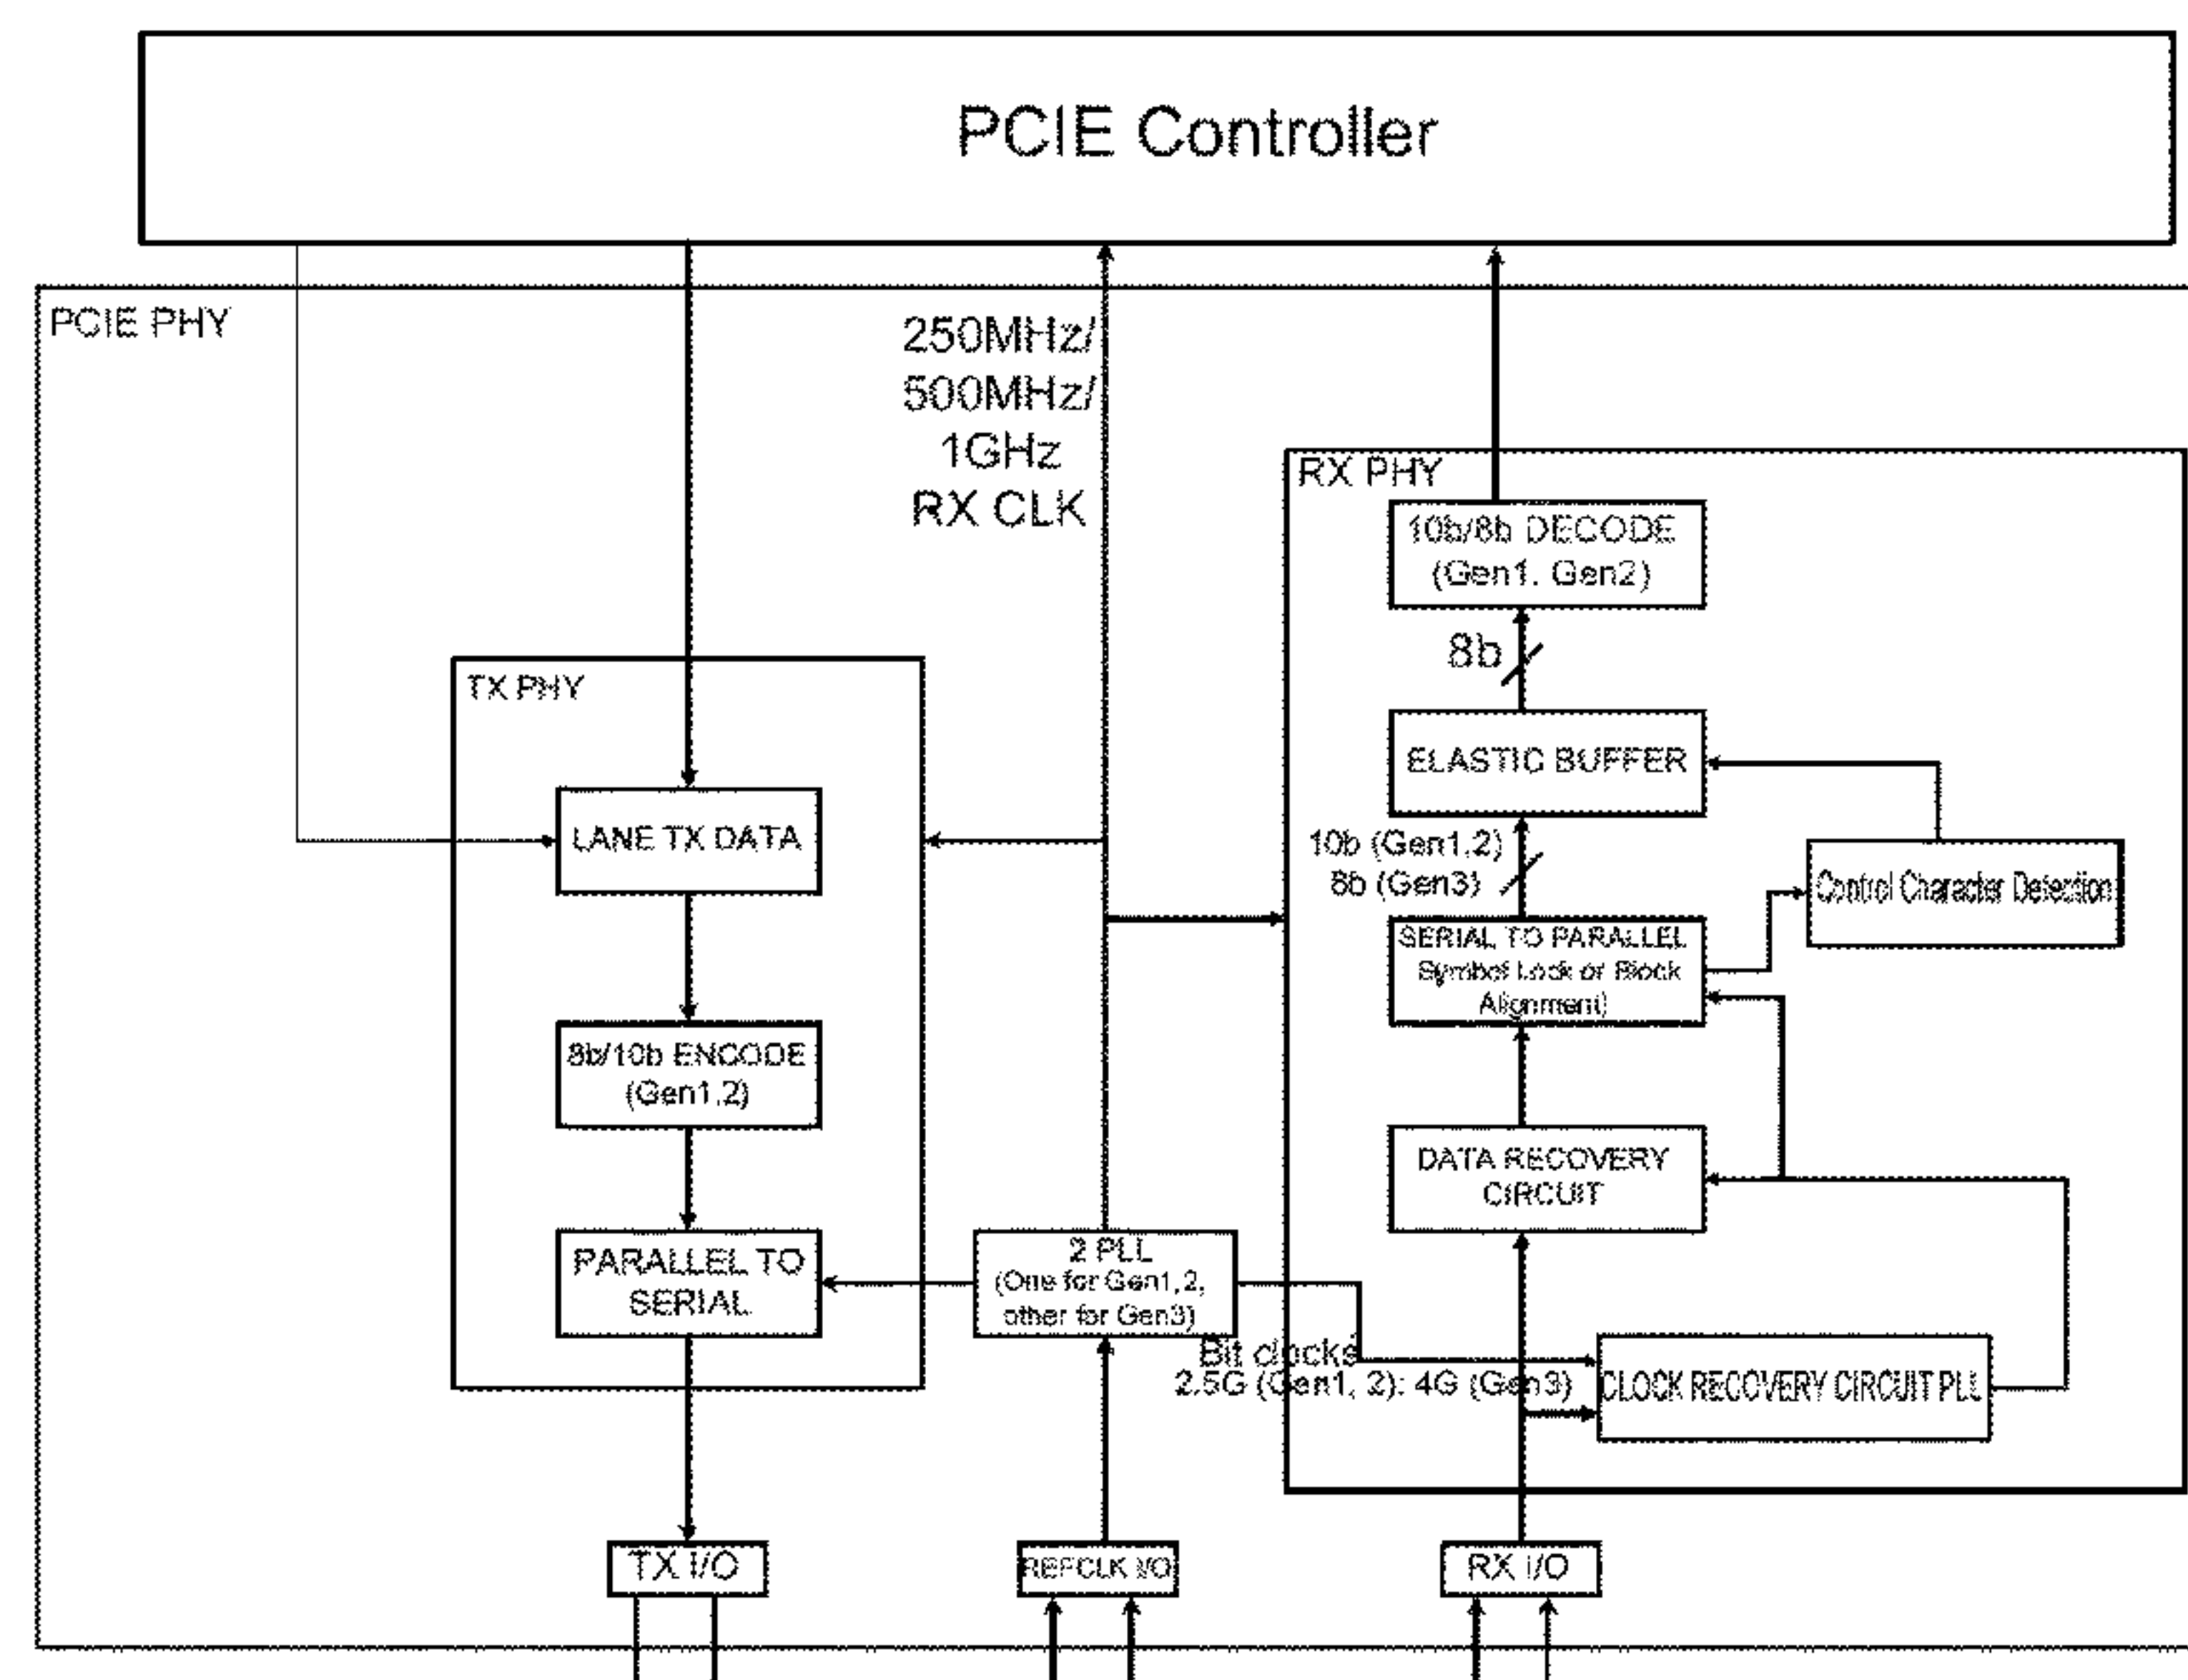 PCIE Controller
PCIE PHY
250MHz/
500MHz/
1GHz
RX CLK
RX PHY
10b/8b DECODE
(Gen1. Gen2)
8b
TX PHY
ELASTIC BUFFER
LANE TX DATA
10b (Gen1,2)
8b (Gen3)
Control Character Detection
SERIAL TO PARALLEL
Symbol Lock or Block
Alignment)
8b/10b ENCODE
(Gen1,2)
DATA RECOVERY
CIRCUIT
PARALLEL TO
SERIAL
2 PLL
(One for Gen1,2,
other for Gen3)
Bit clocks
2.5G (Gen1, 2): 4G (Gen3)
CLOCK RECOVERY CIRCUIT PLL
TX I/O
REFCLK I/O
RX I/O